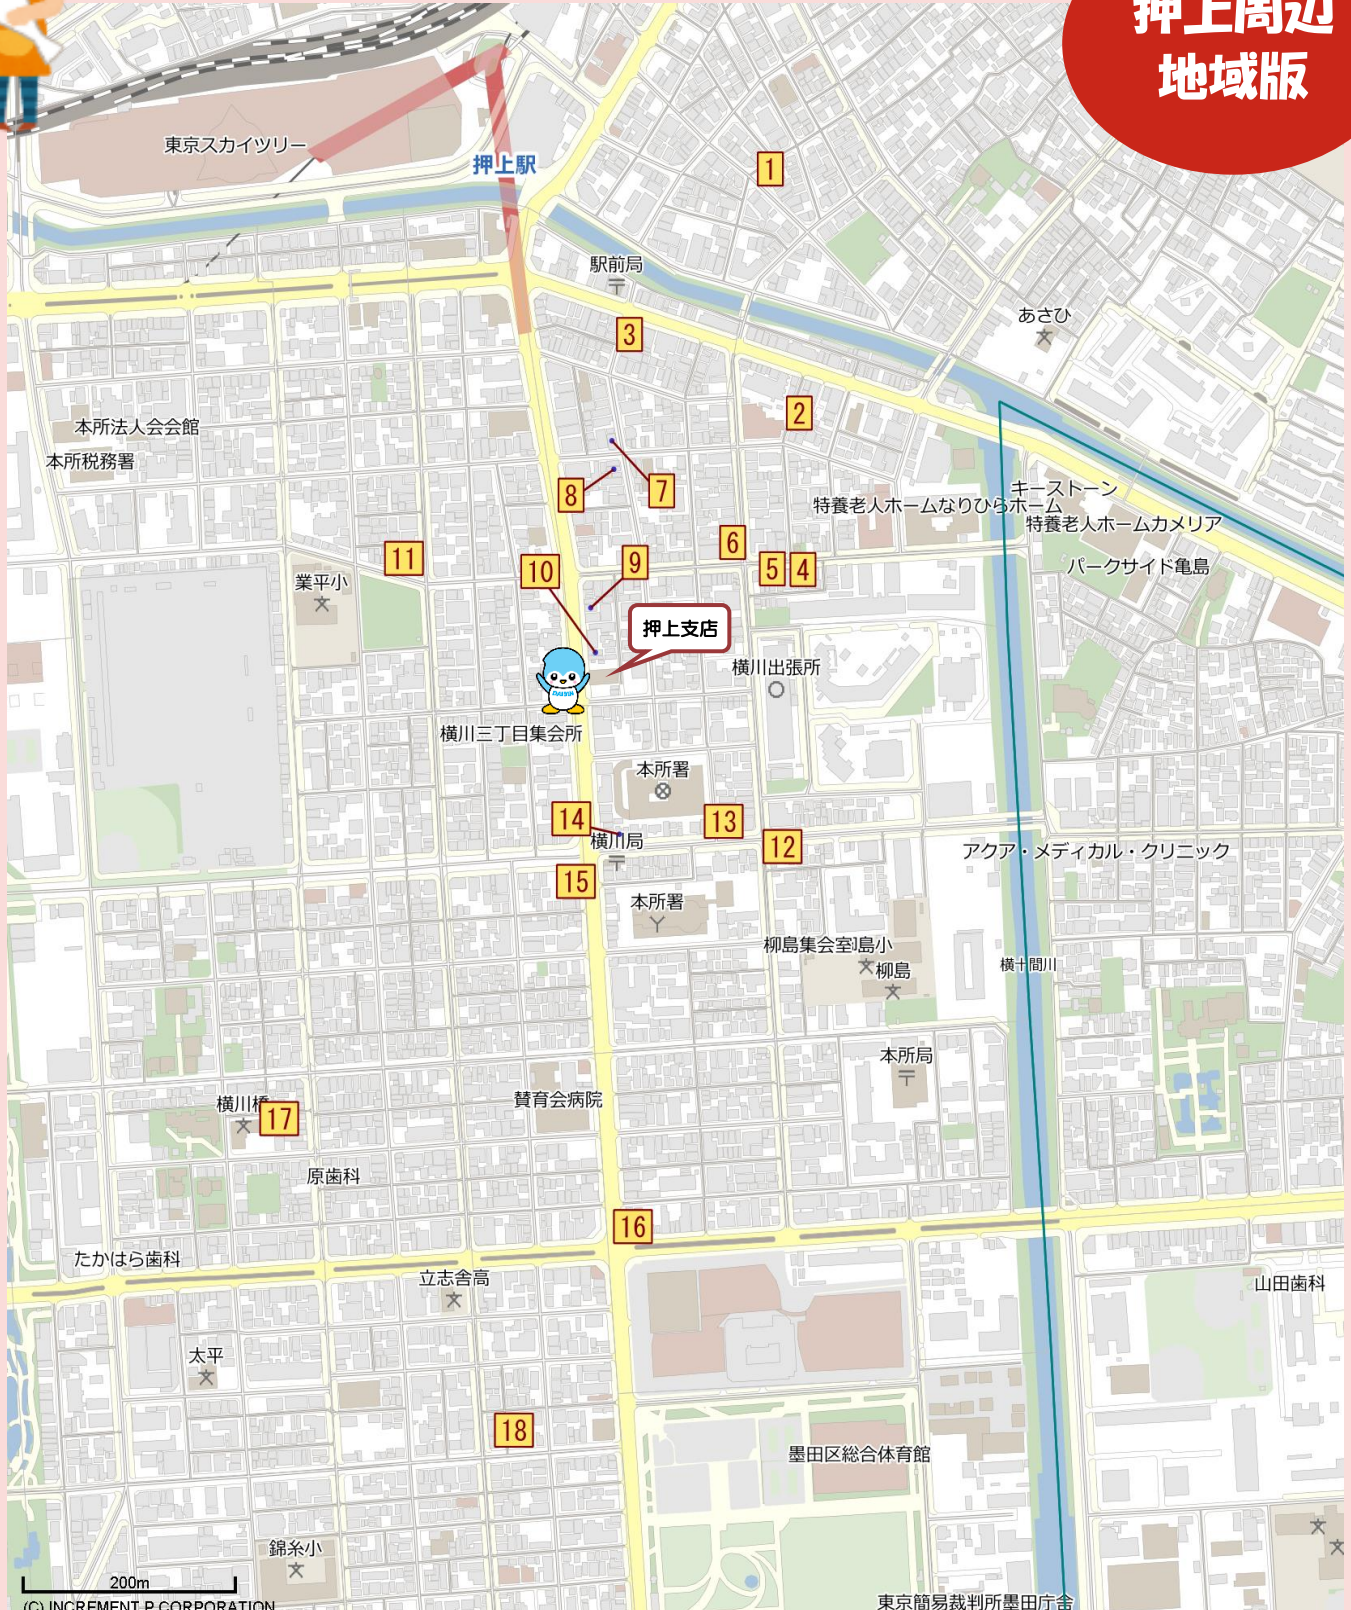 押上周辺
地域版
東京スカイツリー
押上駅
1
駅前局
3
あさひ
2
本所法人会会館
本所税務署
8
7
キーストーン
特養老人ホームなりひらホーム
特養老人ホームカメリア
6
11
10
9
5
4
パークサイド亀島
業平小
押上支店
横川出張所
横川三丁目集会所
本所署
14
13
横川局
12
アクア・メディカル・クリニック
15
本所署
柳島集会室
島小
柳島
横十間川
本所局
賛育会病院
横川橋
17
原歯科
16
たかはら歯科
立志舎高
山田歯科
太平
18
墨田区総合体育館
錦糸小
200m
東京簡易裁判所墨田庁舎
(C) INCREMENT P CORPORATION